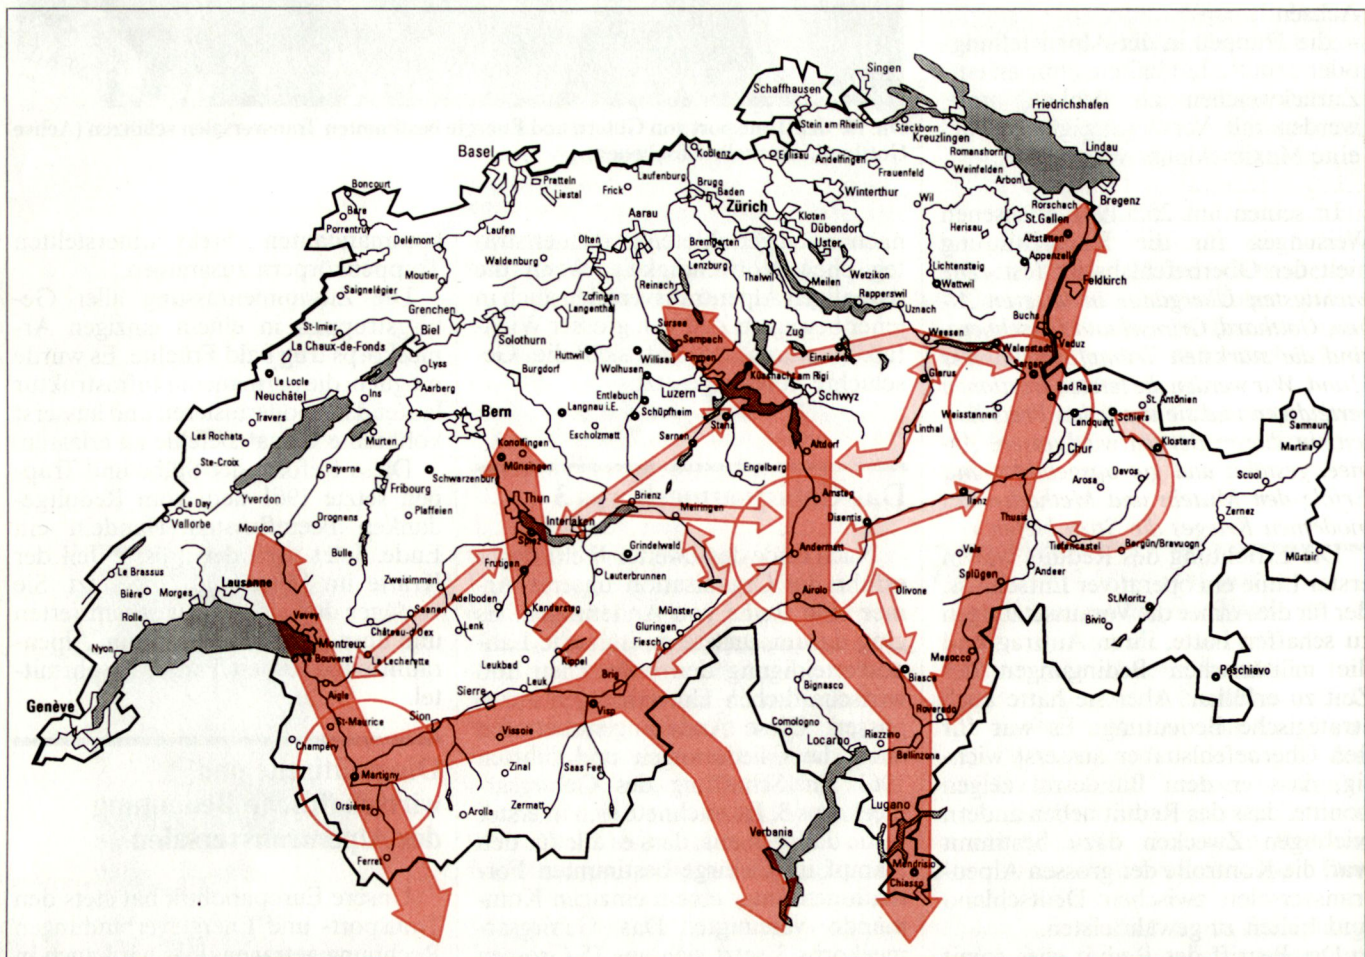 Singen
Schaffhausen
Friedrichshafen
Stein am Rhein
Steckborn
Kreuzlingen
Lindau
Romanshorn
Weinfelden
Arbon
Basel
Koblenz
Eglisau
Andelfingen
Frauenfeld
Bregenz
Laufenburg
Pratteln
Liestal
Frick
Brugg
Baden
Winterthur
Wil
Rorschach
St.Gallen
Boncourt
Porrentruy
Aarau
Zürich
Kloten
Dübendorf
Uster
Herisau
Altstätten
Appenzell
Delémont
Laufen
Olten
Bremgarten
Waldenburg
Thalwil
Meilen
Wetzikon
Lichtensteig
Wattwil
Feldkirch
Moutier
Saignelégier
Zofingen
Langenthal
Reinach
Rapperswil
Uznach
Grenchen
Biel
Solothurn
Sursee
Sempach
Zug
Buchs
Vaduz
St-Imier
La Chaux-de-Fonds
Huttwil
Willisau
Wolhusen
Emmen
Einsiedeln
Weesen
Walenstadt
Sargans
Lyss
Aarberg
Burgdorf
Luzern
Küssnacht am Rigi
Glarus
Bad Ragaz
Le Locle
Neuchâtel
Ins
Bern
Langnau i.E.
Entlebuch
Schüpfheim
Stans
Schwyz
Weisstannen
Landquart
St. Antönien
Schiers
Travers
Les Rochats
Murten
Konolfingen
Münsingen
Escholzmatt
Sarnen
Altdorf
Linthal
Chur
Klosters
Samnaun
Martina
Ste-Croix
Payerne
Fribourg
Schwarzenburg
Engelberg
Davos
Arosa
Scuol
Yverdon
Le Day
Vallorbe
Plaffeien
Thun
Brienz
Meiringen
Amsteg
Disentis
Ilanz
Thusis
Zernez
Moudon
Bulle
Spiez
Interlaken
Grindelwald
Andermatt
Vals
Tiefencastel
Bergün/Bravuogn
Müstair
Le Brassus
Bière
Lausanne
Zweisimmen
Frutigen
Lauterbrunnen
Airolo
Olivone
Splügen
Andeer
St.Moritz
Bivio
Rolle
Morges
Vevey
Saanen
Adelboden
Kandersteg
Münster
Gluringen
Fiesch
Poschiavo
Nyon
Montreux
Château-d'Oex
Lenk
Le Bouveret
La Lécherette
Leukbad
Kippel
Mesocco
Biasca
Genève
Aigle
Sierre
Leuk
Brig
Bignasco
Roveredo
St-Maurice
Sion
Visp
Comologno
Riazzino
Champéry
Vissoie
Locarno
Bellinzona
Martigny
Zinal
Saas Fee
Orsières
Arolla
Zermatt
Lugano
Verbania
Ferret
Mendrisio
Chiasso